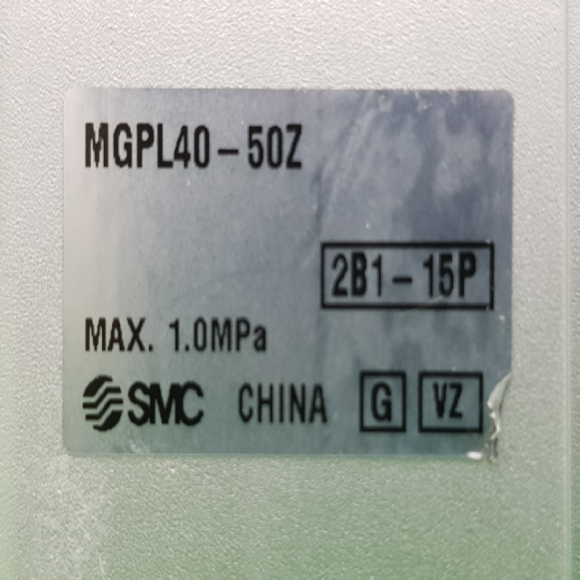 MGPL40-50Z
2B1-15P
MAX. 1.0MPa
SMC CHINA G VZ